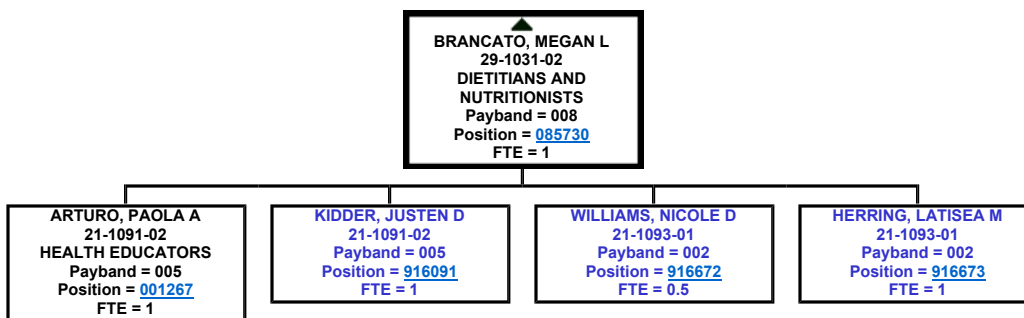 BRANCATO, MEGAN L
29-1031-02
DIETITIANS AND
NUTRITIONISTS
Payband = 008
Position = 085730
FTE = 1
ARTURO, PAOLA A
21-1091-02
HEALTH EDUCATORS
Payband = 005
Position = 001267
FTE = 1
KIDDER, JUSTEN D
21-1091-02
Payband = 005
Position = 916091
FTE = 1
WILLIAMS, NICOLE D
21-1093-01
Payband = 002
Position = 916672
FTE = 0.5
HERRING, LATISEA M
21-1093-01
Payband = 002
Position = 916673
FTE = 1